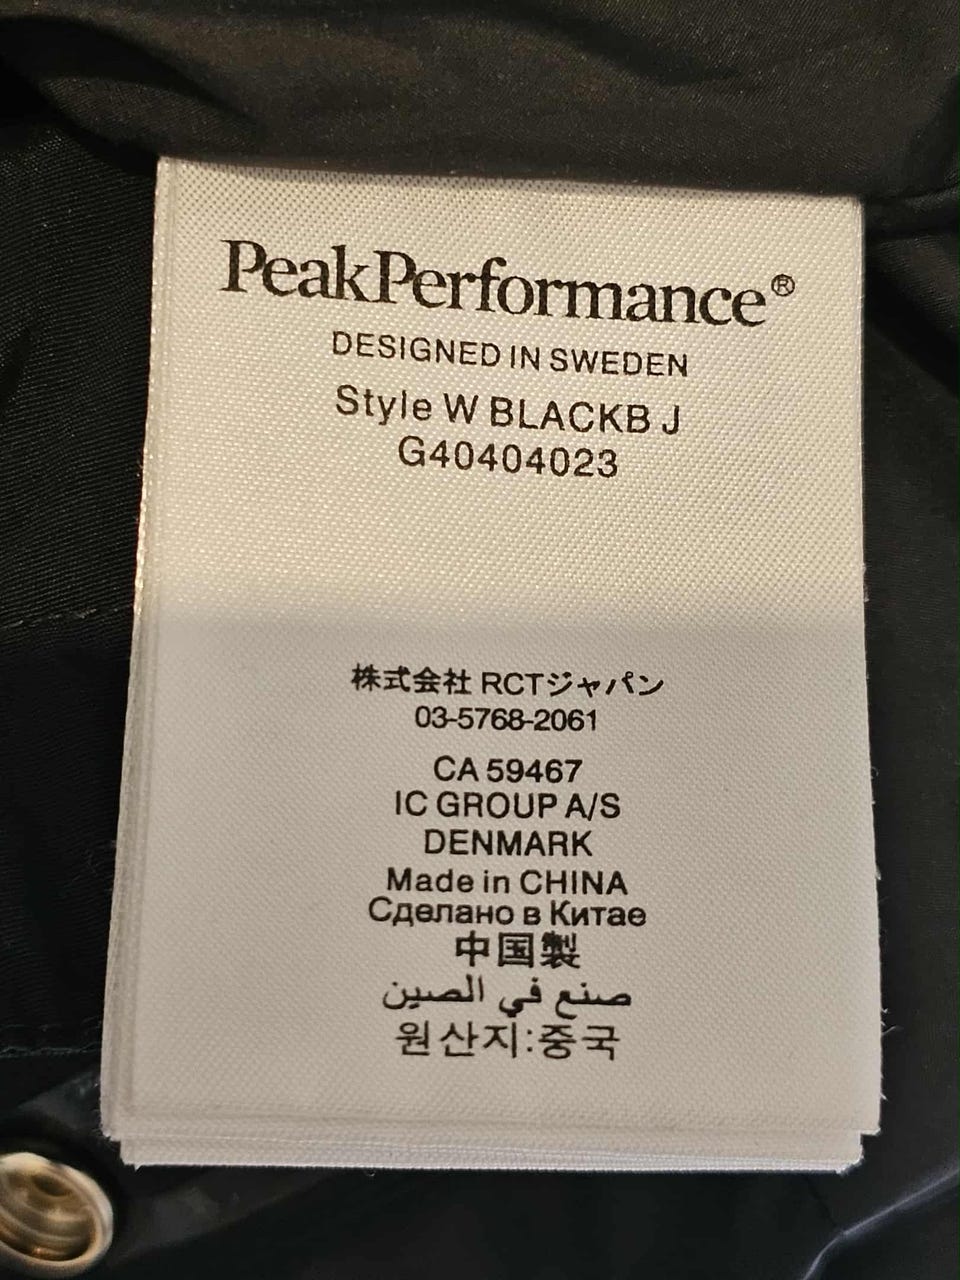 PeakPerformance®
DESIGNED IN SWEDEN
Style W BLACKB J
G40404023
株式会社 RCTジャパン
03-5768-2061
CA 59467
IC GROUP A/S
DENMARK
Made in CHINA
Сделано в Китае
中国製
صنع في الصين
원산지:중국